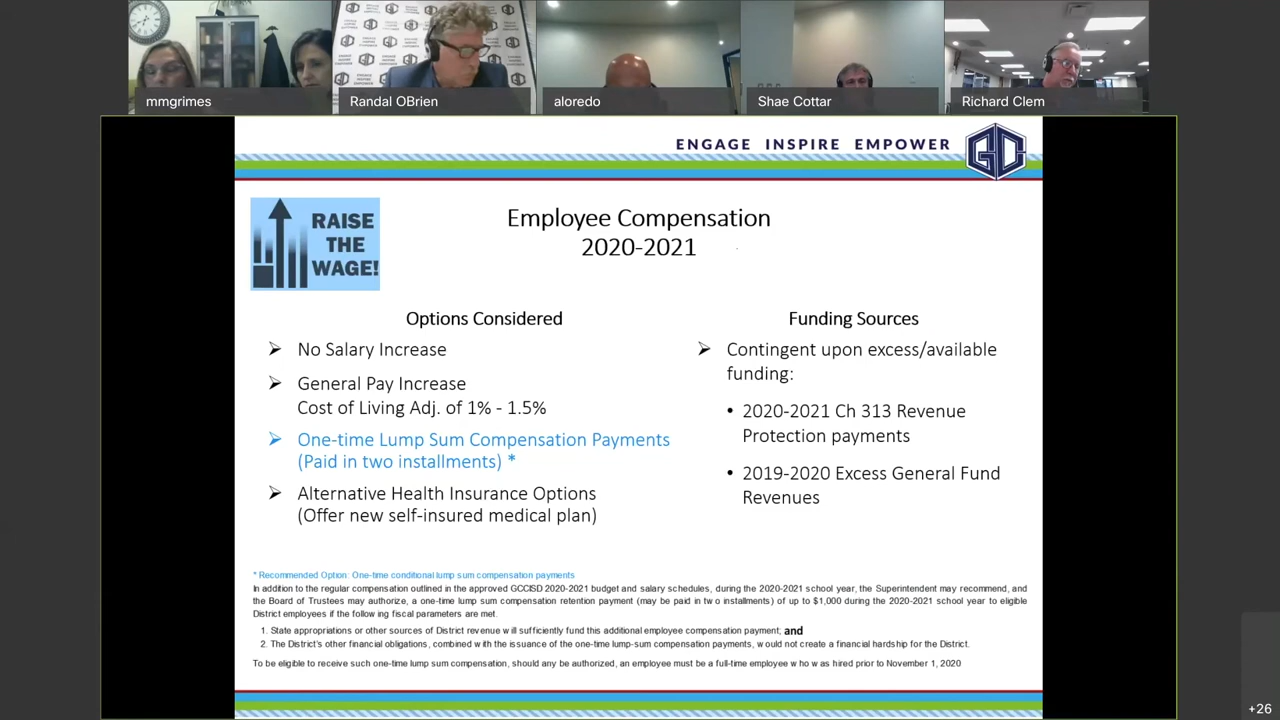 mmgrimes
Randal OBrien
aloredo
Shae Cottar
Richard Clem
ENGAGE INSPIRE EMPOWER
GC
RAISE
THE
WAGE!
Employee Compensation
2020-2021
Options Considered
➢ No Salary Increase
➢ General Pay Increase
Cost of Living Adj. of 1% - 1.5%
➢ One-time Lump Sum Compensation Payments
(Paid in two installments) *
➢ Alternative Health Insurance Options
(Offer new self-insured medical plan)
Funding Sources
➢ Contingent upon excess/available
funding:
• 2020-2021 Ch 313 Revenue
Protection payments
• 2019-2020 Excess General Fund
Revenues
* Recommended Option: One-time conditional lump sum compensation payments
In addition to the regular compensation outlined in the approved GCCISD 2020-2021 budget and salary schedules, during the 2020-2021 school year, the Superintendent may recommend, and
the Board of Trustees may authorize, a one-time lump sum compensation retention payment (may be paid in two installments) of up to $1,000 during the 2020-2021 school year to eligible
District employees if the following fiscal parameters are met.
1. State appropriations or other sources of District revenue will sufficiently fund this additional employee compensation payment; and
2. The District's other financial obligations, combined with the issuance of the one-time lump-sum compensation payments, would not create a financial hardship for the District.
To be eligible to receive such one-time lump sum compensation, should any be authorized, an employee must be a full-time employee who was hired prior to November 1, 2020
+26